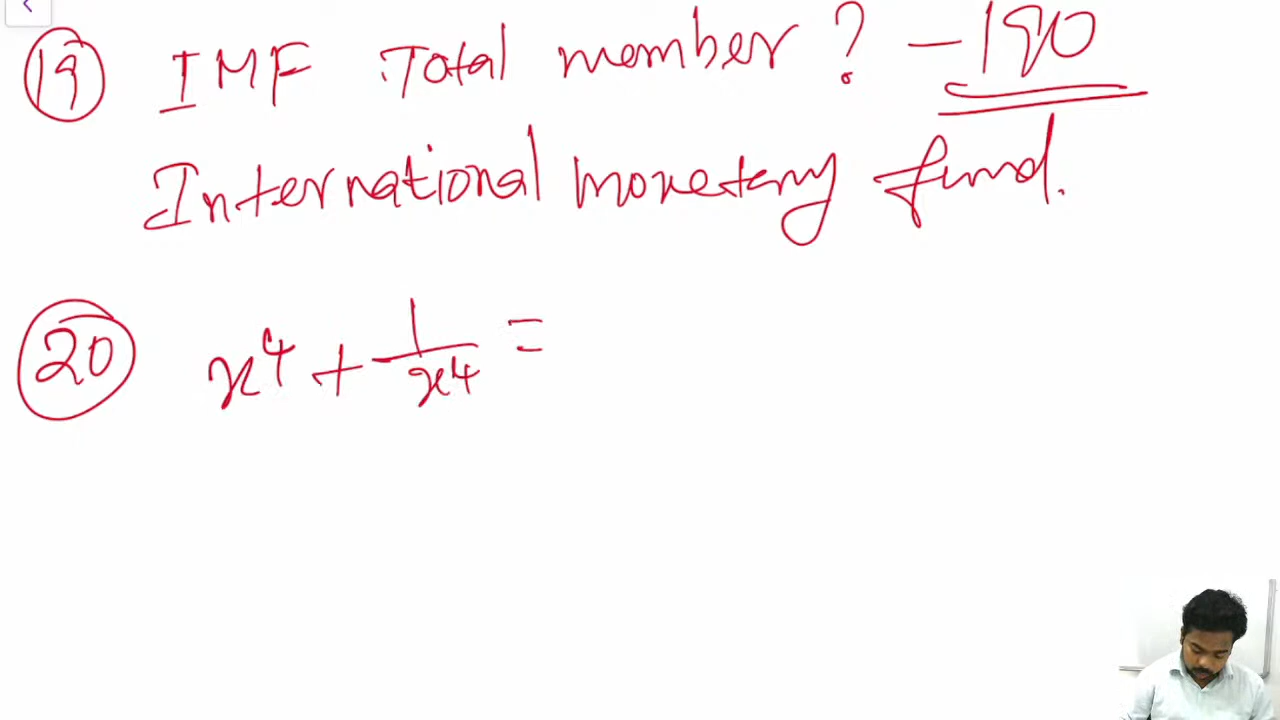 19 IMF Total member? - 190
International monetary fund.
20 x⁴ + 1/x⁴ =